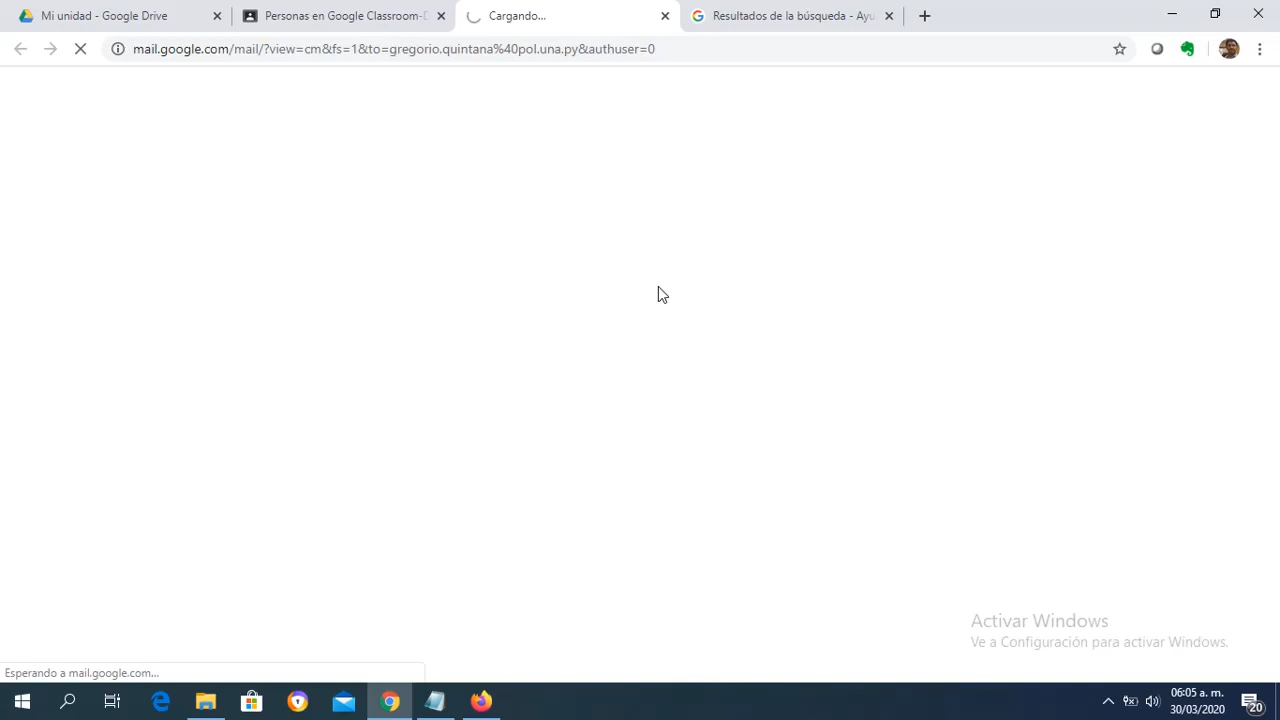 Mi unidad - Google Drive
Personas en Google Classroom-D
Cargando...
Resultados de la búsqueda - Ayu
mail.google.com/mail/?view=cm&fs=1&to=gregorio.quintana%40pol.una.py&authuser=0
Activar Windows
Ve a Configuración para activar Windows.
Esperando a mail.google.com...
06:05 a. m.
30/03/2020
20